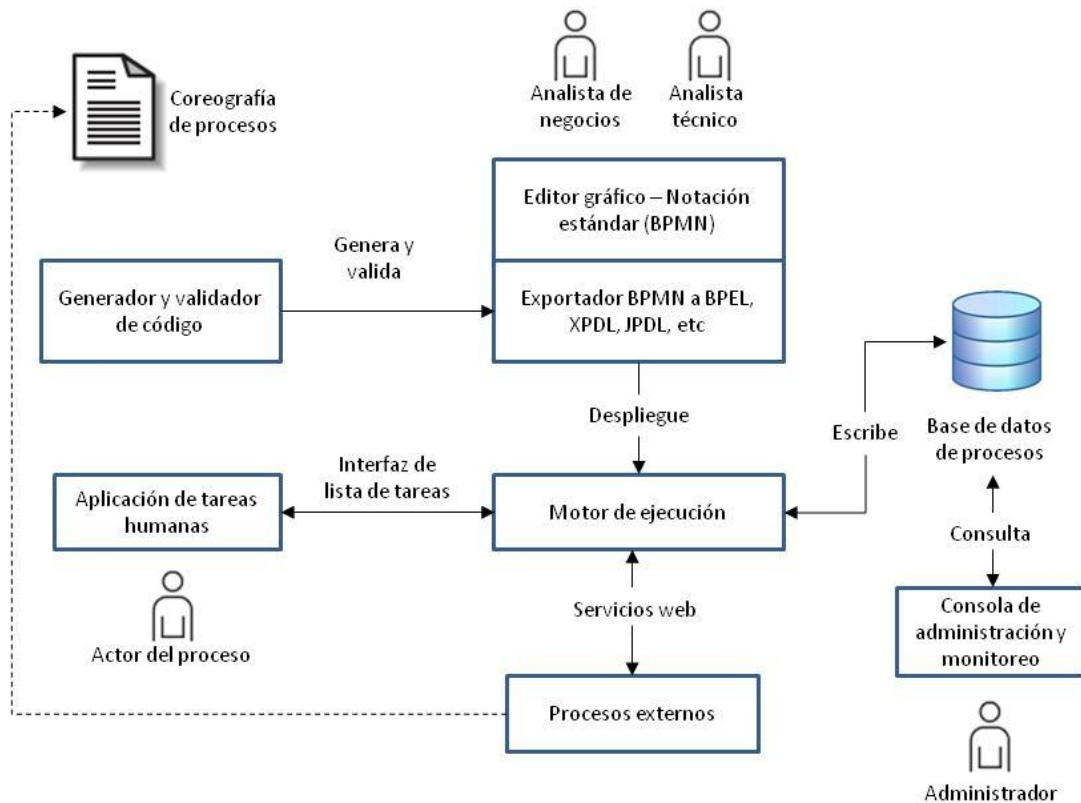 Analista de
negocios
Analista
técnico
Coreografía
de procesos
Editor gráfico – Notación
estándar (BPMN)
Genera y
valida
Generador y validador
de código
Exportador BPMN a BPEL,
XPDL, JPDL, etc
Despliegue
Escribe
Base de datos
de procesos
Interfaz de
lista de tareas
Aplicación de tareas
humanas
Motor de ejecución
Consulta
Servicios web
Consola de
administración y
monitoreo
Actor del proceso
Procesos externos
Administrador